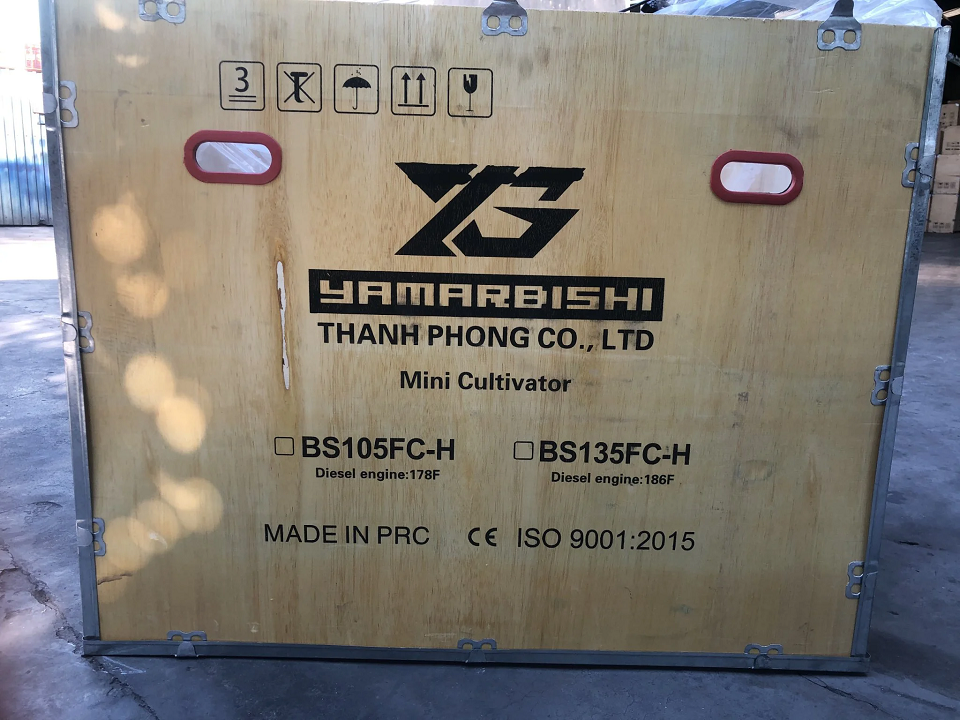 3
YAMARBISHI
THANH PHONG CO., LTD
Mini Cultivator
BS105FC-H BS135FC-H
Diesel engine:178F Diesel engine:186F
MADE IN PRC CE ISO 9001:2015